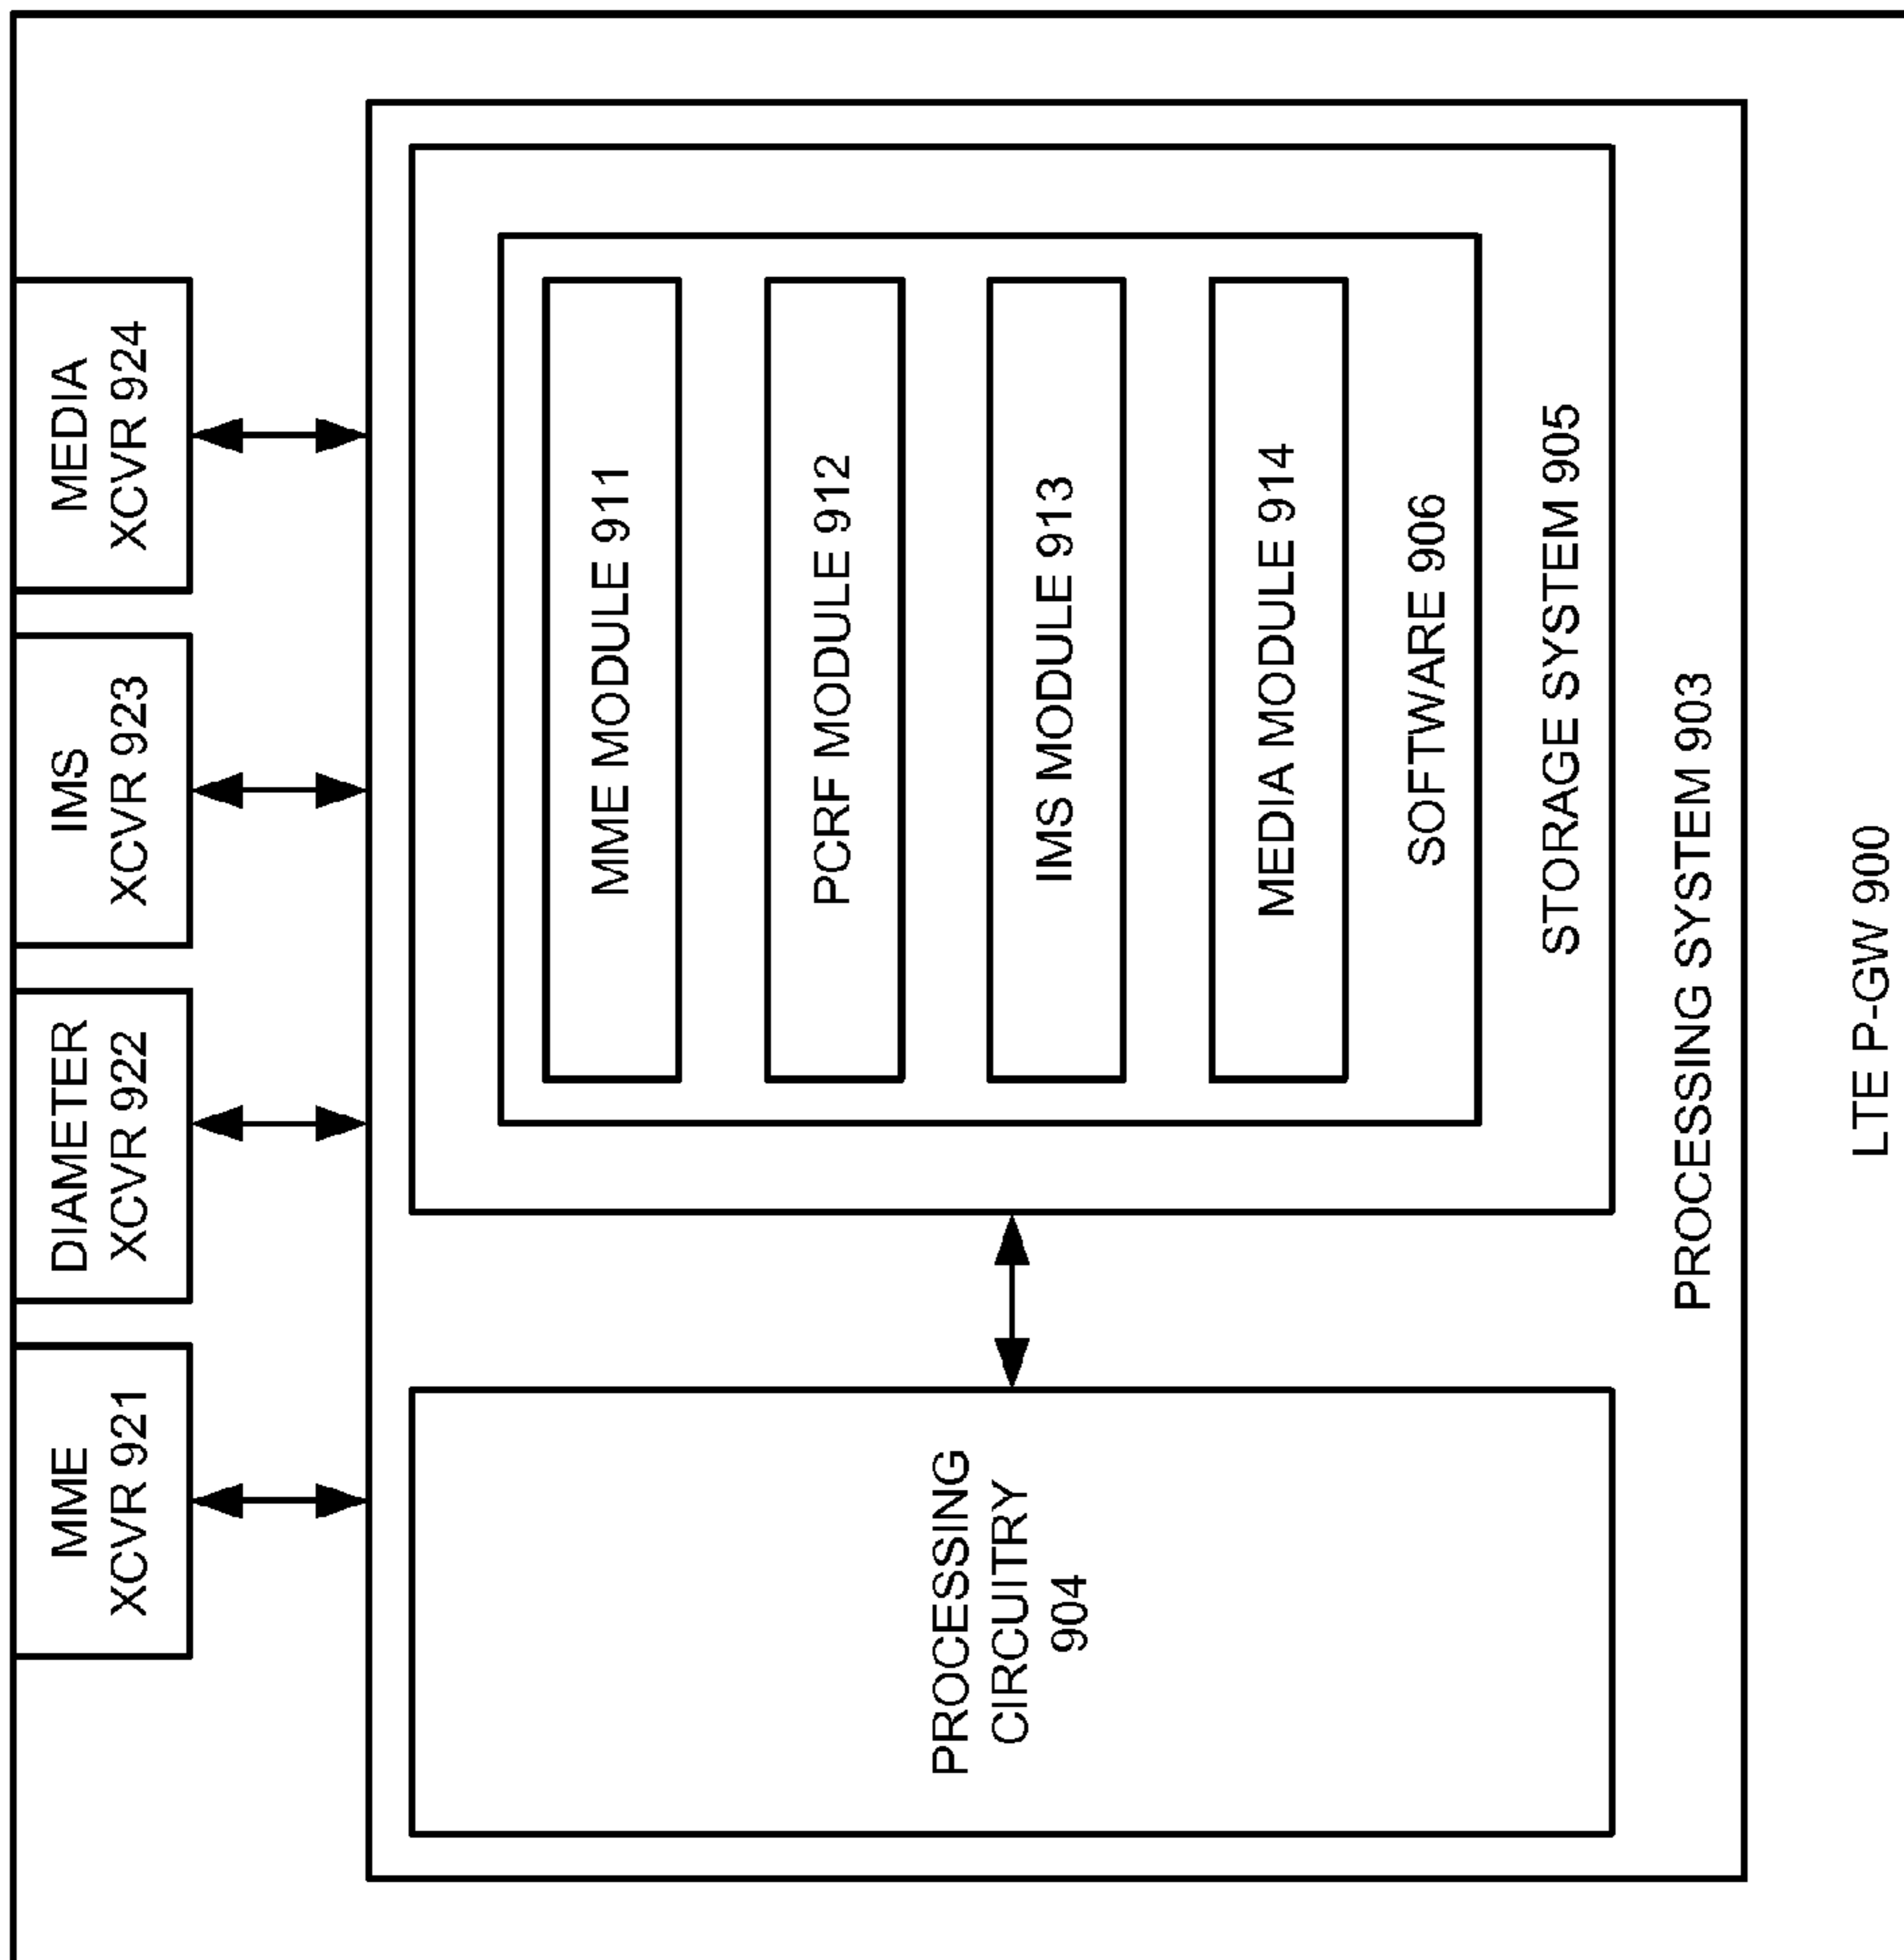 MME
XCVR 921
DIAMETER
XCVR 922
IMS
XCVR 923
MEDIA
XCVR 924
PROCESSING
CIRCUITRY
904
MME MODULE 911
PCRF MODULE 912
IMS MODULE 913
MEDIA MODULE 914
SOFTWARE 906
STORAGE SYSTEM 905
PROCESSING SYSTEM 903
LTE P-GW 900